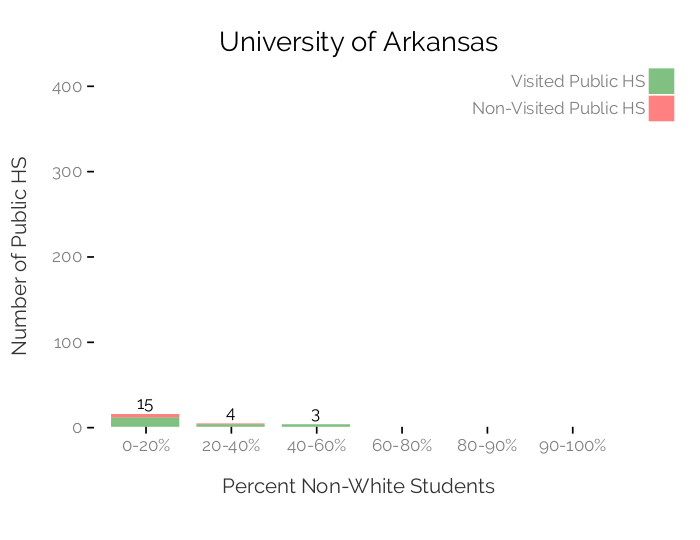 University of Arkansas
Visited Public HS
Non-Visited Public HS
Number of Public HS
400
300
200
100
0
15
4
3
0-20%
20-40%
40-60%
60-80%
80-90%
90-100%
Percent Non-White Students